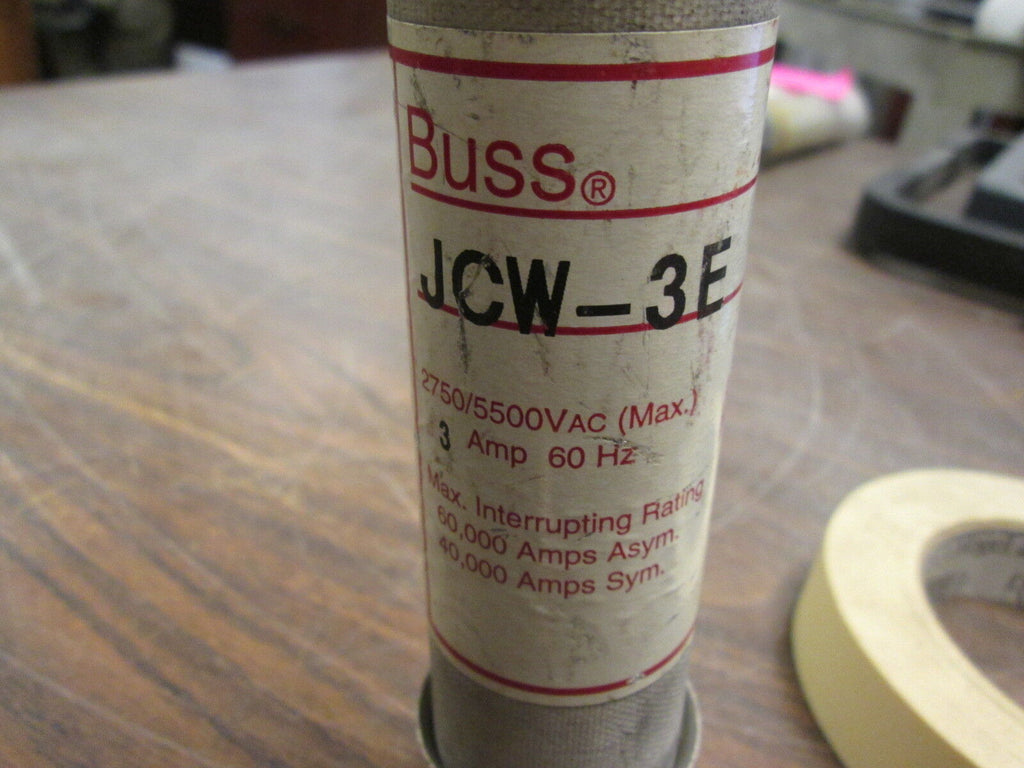 Buss®
JCW-3E
2750/5500VAC (Max.)
3 Amp 60 Hz
Max. Interrupting Rating
60,000 Amps Asym.
40,000 Amps Sym.